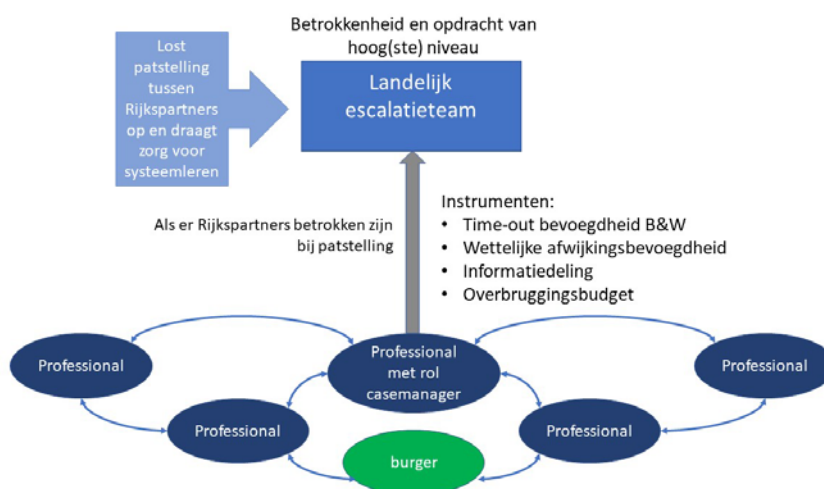 Betrokkenheid en opdracht van
hoog(ste) niveau
Lost
patstelling
tussen
Rijkspartners
op en draagt
zorg voor
systeemleren
Landelijk
escalatieteam
Als er Rijkspartners betrokken zijn
bij patstelling
Instrumenten:
• Time-out bevoegdheid B&W
• Wettelijke afwijkingsbevoegdheid
• Informatiedeling
• Overbruggingsbudget
Professional
Professional
met rol
casemanager
Professional
Professional
Professional
burger